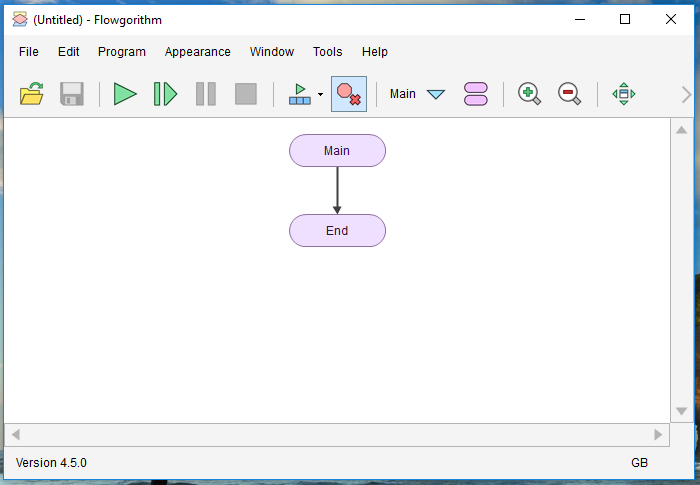 (Untitled) - Flowgorithm
File Edit Program Appearance Window Tools Help
Main
Main
End
Version 4.5.0 GB